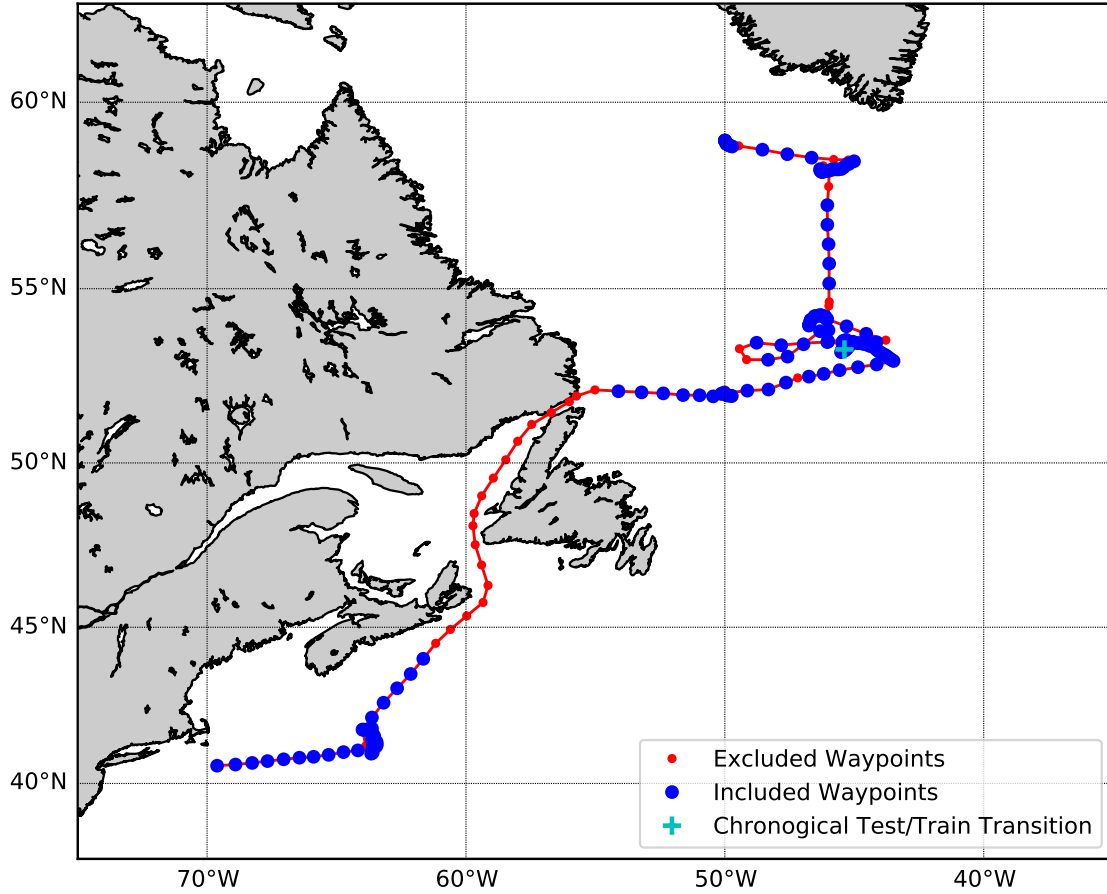 60°N
55°N
50°N
45°N
40°N
Excluded Waypoints
Included Waypoints
Chronogical Test/Train Transition
70°W 60°W 50°W 40°W